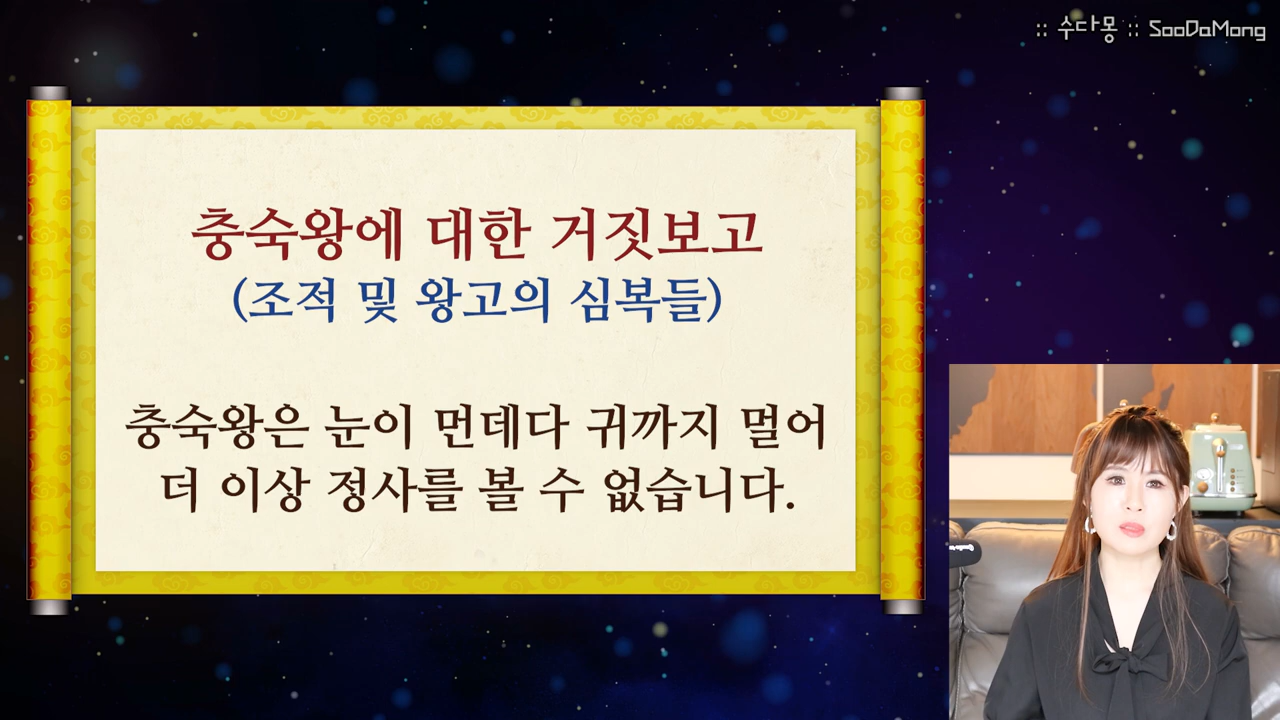 :: 수다몽 :: SooDaMong
충숙왕에 대한 거짓보고
(조적 및 왕고의 심복들)
충숙왕은 눈이 먼데다 귀까지 멀어
더 이상 정사를 볼 수 없습니다.